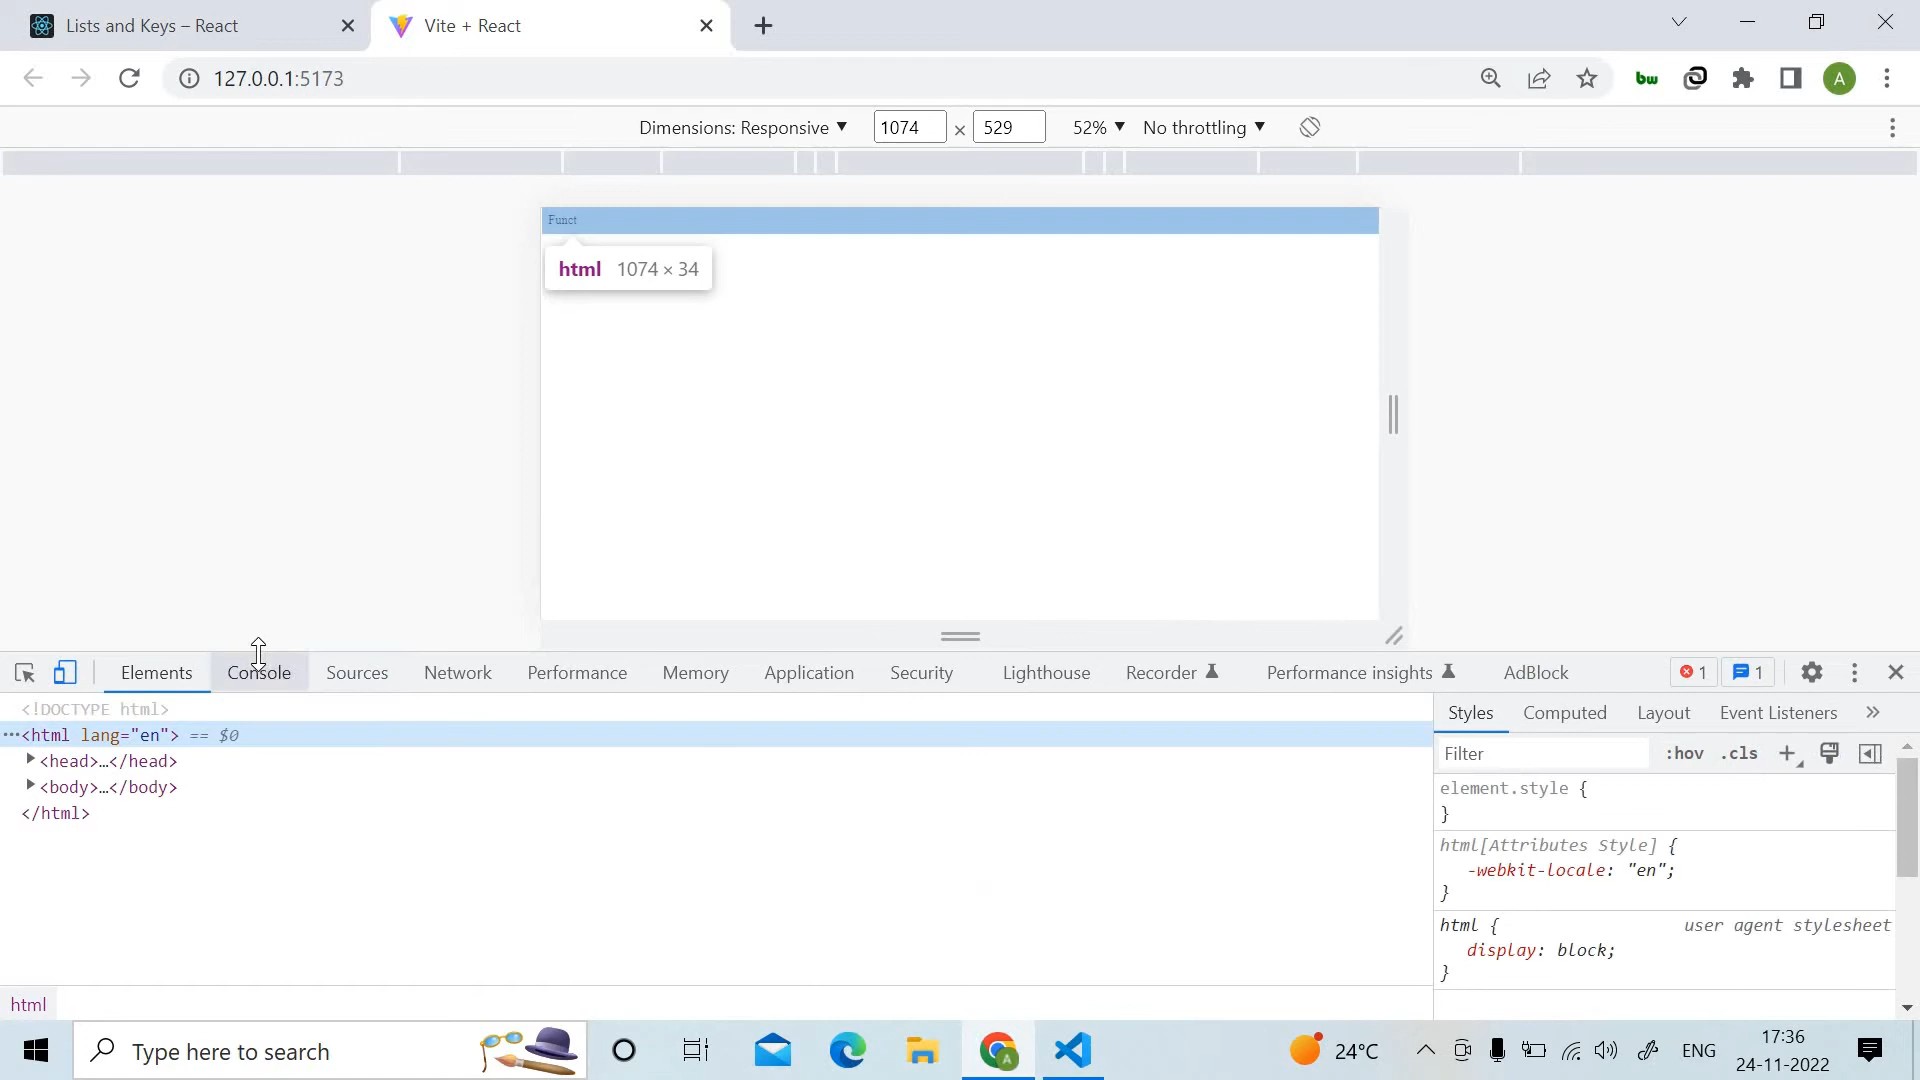 Lists and Keys – React
Vite + React
127.0.0.1:5173
bw
A
Dimensions: Responsive
1074
×
529
52%
No throttling
Funct
html 1074 × 34
Elements
Console
Sources
Network
Performance
Memory
Application
Security
Lighthouse
Recorder
Performance insights
AdBlock
1
1
<!DOCTYPE html>
<html lang="en"> == $0
<head>…</head>
<body>…</body>
</html>
html
Styles
Computed
Layout
Event Listeners
Filter
:hov
.cls
element.style {
}
html[Attributes Style] {
-webkit-locale: "en";
}
html {
user agent stylesheet
display: block;
}
Type here to search
A
24°C
ENG
17:36
24-11-2022